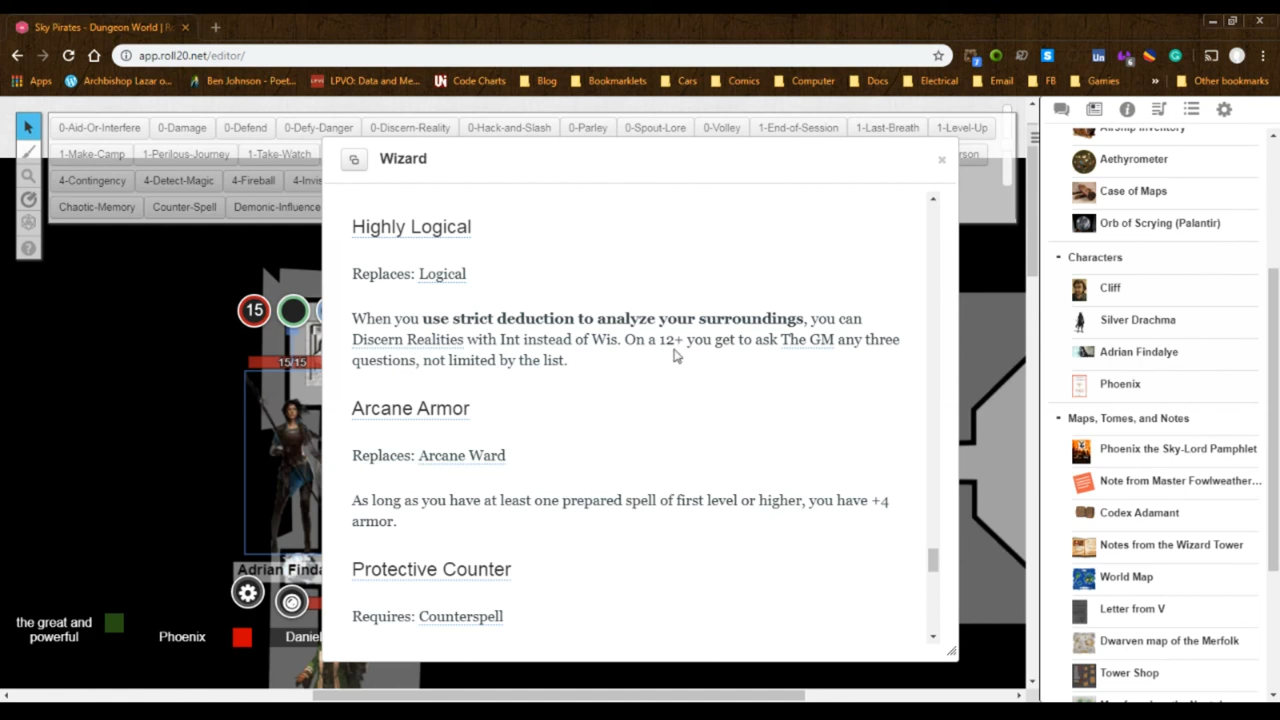 Sky Pirates - Dungeon World | R
app.roll20.net/editor/
7
Un
6
Apps
Archbishop Lazar o...
Ben Johnson - Poet...
LPVO: Data and Me...
Code Charts
Blog
Bookmarklets
Cars
Comics
Computer
Docs
Electrical
Email
FB
Games
»
Other bookmarks
0-Aid-Or-Interfere
0-Damage
0-Defend
0-Defy-Danger
0-Discern-Reality
0-Hack-and-Slash
0-Parley
0-Spout-Lore
0-Volley
1-End-of-Session
1-Last-Breath
1-Level-Up
1-Make-Camp
1-Perilous-Journey
1-Take-Watch
erson
4-Contingency
4-Detect-Magic
4-Fireball
4-Invis
Chaotic-Memory
Counter-Spell
Demonic-Influence
Wizard
Highly Logical
Replaces: Logical
When you use strict deduction to analyze your surroundings, you can
Discern Realities with Int instead of Wis. On a 12+ you get to ask The GM any three
questions, not limited by the list.
Arcane Armor
Replaces: Arcane Ward
As long as you have at least one prepared spell of first level or higher, you have +4
armor.
Protective Counter
Requires: Counterspell
15
15/15
Adrian Finda
the great and
powerful
Phoenix
Daniel
Airship Inventory
Aethyrometer
Case of Maps
Orb of Scrying (Palantir)
Characters
Cliff
Silver Drachma
Adrian Findalye
Phoenix
Maps, Tomes, and Notes
Phoenix the Sky-Lord Pamphlet
Note from Master Fowlweather...
Codex Adamant
Notes from the Wizard Tower
World Map
Letter from V
Dwarven map of the Merfolk
Tower Shop